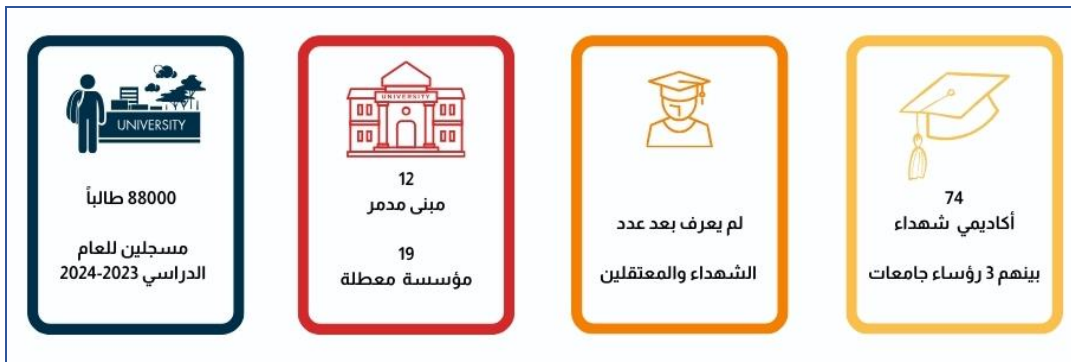 74
أكاديمي شهداء
بينهم 3 رؤساء جامعات
لم يعرف بعد عدد
الشهداء والمعتقلين
UNIVERSITY
12
مبنى مدمر
19
مؤسسة معطلة
UNIVERSITY
88000 طالباً
مسجلين للعام
الدراسي 2023-2024